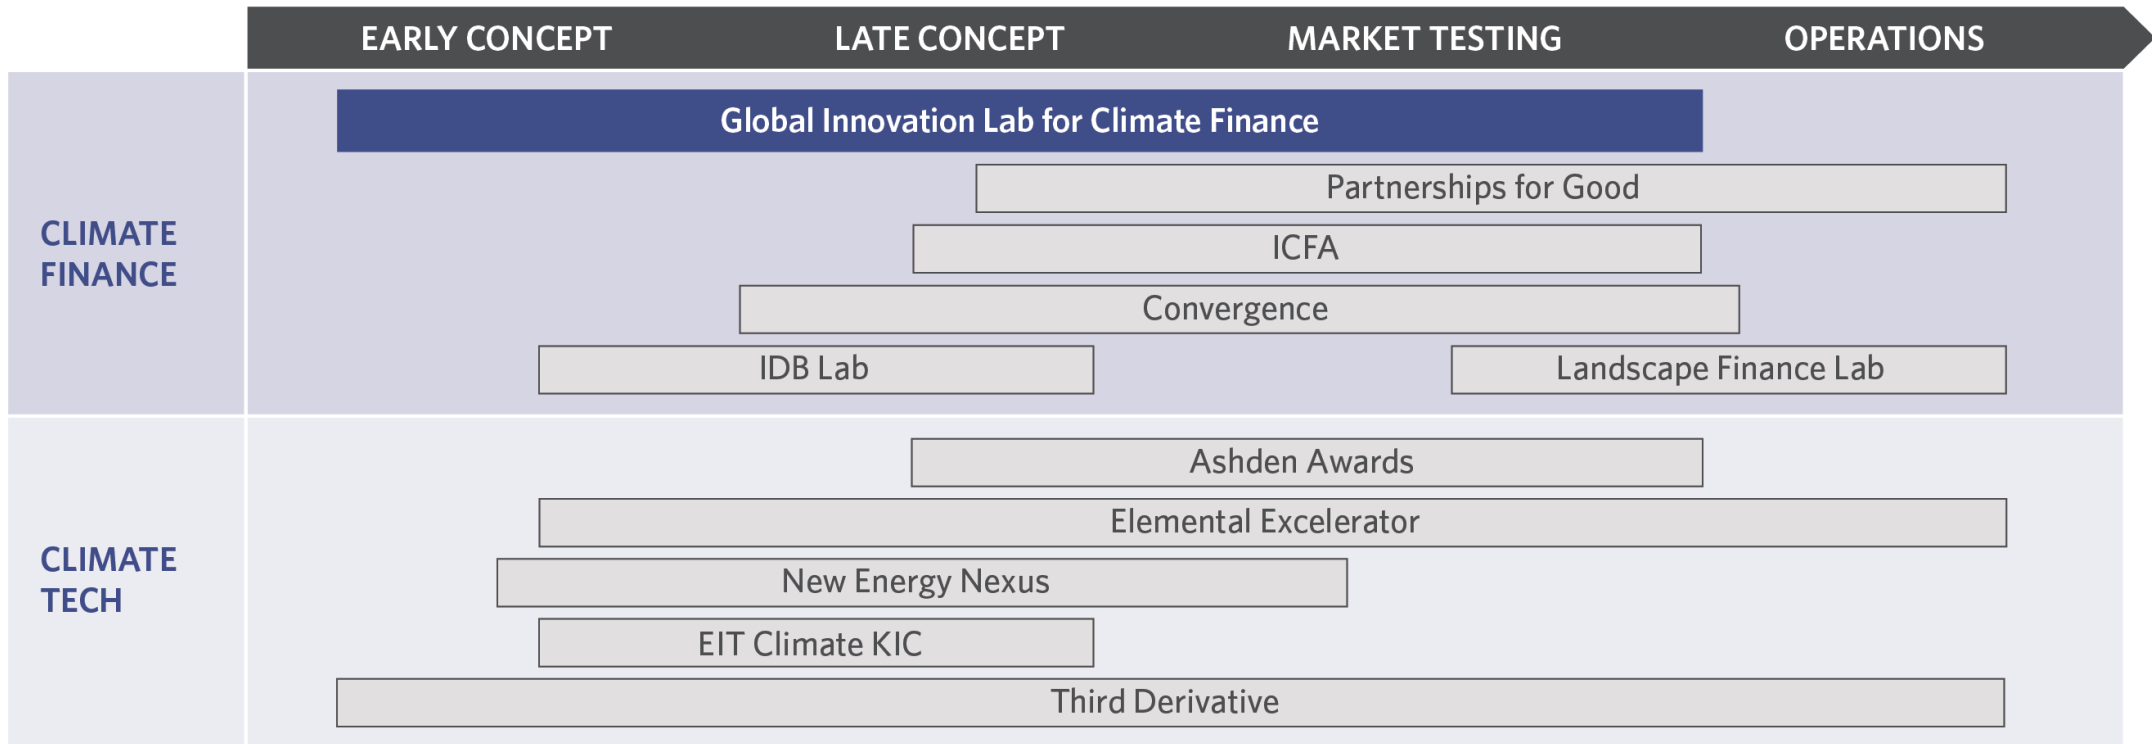 EARLY CONCEPT LATE CONCEPT MARKET TESTING OPERATIONS
CLIMATE
FINANCE
Global Innovation Lab for Climate Finance
Partnerships for Good
ICFA
Convergence
IDB Lab Landscape Finance Lab
CLIMATE
TECH
Ashden Awards
Elemental Excelerator
New Energy Nexus
EIT Climate KIC
Third Derivative